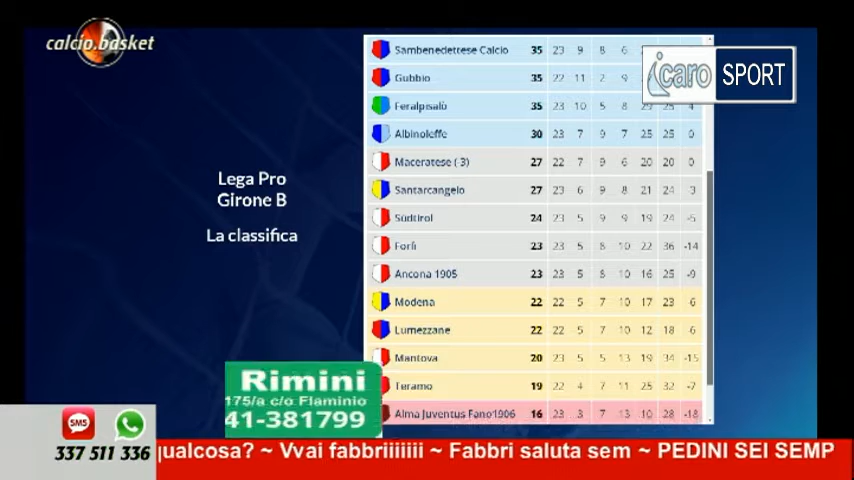 calcio.basket
icaro SPORT
Lega Pro
Girone B
La classifica
Sambenedettese Calcio 35 23 9 8 6
Gubbio 35 22 11 2 9
Feralpisalò 35 23 10 5 8 29 25 4
Albinoleffe 30 23 7 9 7 25 25 0
Maceratese (-3) 27 22 7 9 6 20 20 0
Santarcangelo 27 23 6 9 8 21 24 -3
Südtirol 24 23 5 9 9 19 24 -5
Forlì 23 23 5 8 10 22 36 -14
Ancona 1905 23 23 5 8 10 16 25 -9
Modena 22 22 5 7 10 17 23 -6
Lumezzane 22 22 5 7 10 12 18 -6
Mantova 20 23 5 5 13 19 34 -15
Teramo 19 22 4 7 11 25 32 -7
Alma Juventus Fano1906 16 23 3 7 13 10 28 -18
Rimini
175/a c/o Flaminio
41-381799
SMS
337 511 336
qualcosa? ~ Vvai fabbriiiiiii ~ Fabbri saluta sem ~ PEDINI SEI SEMP